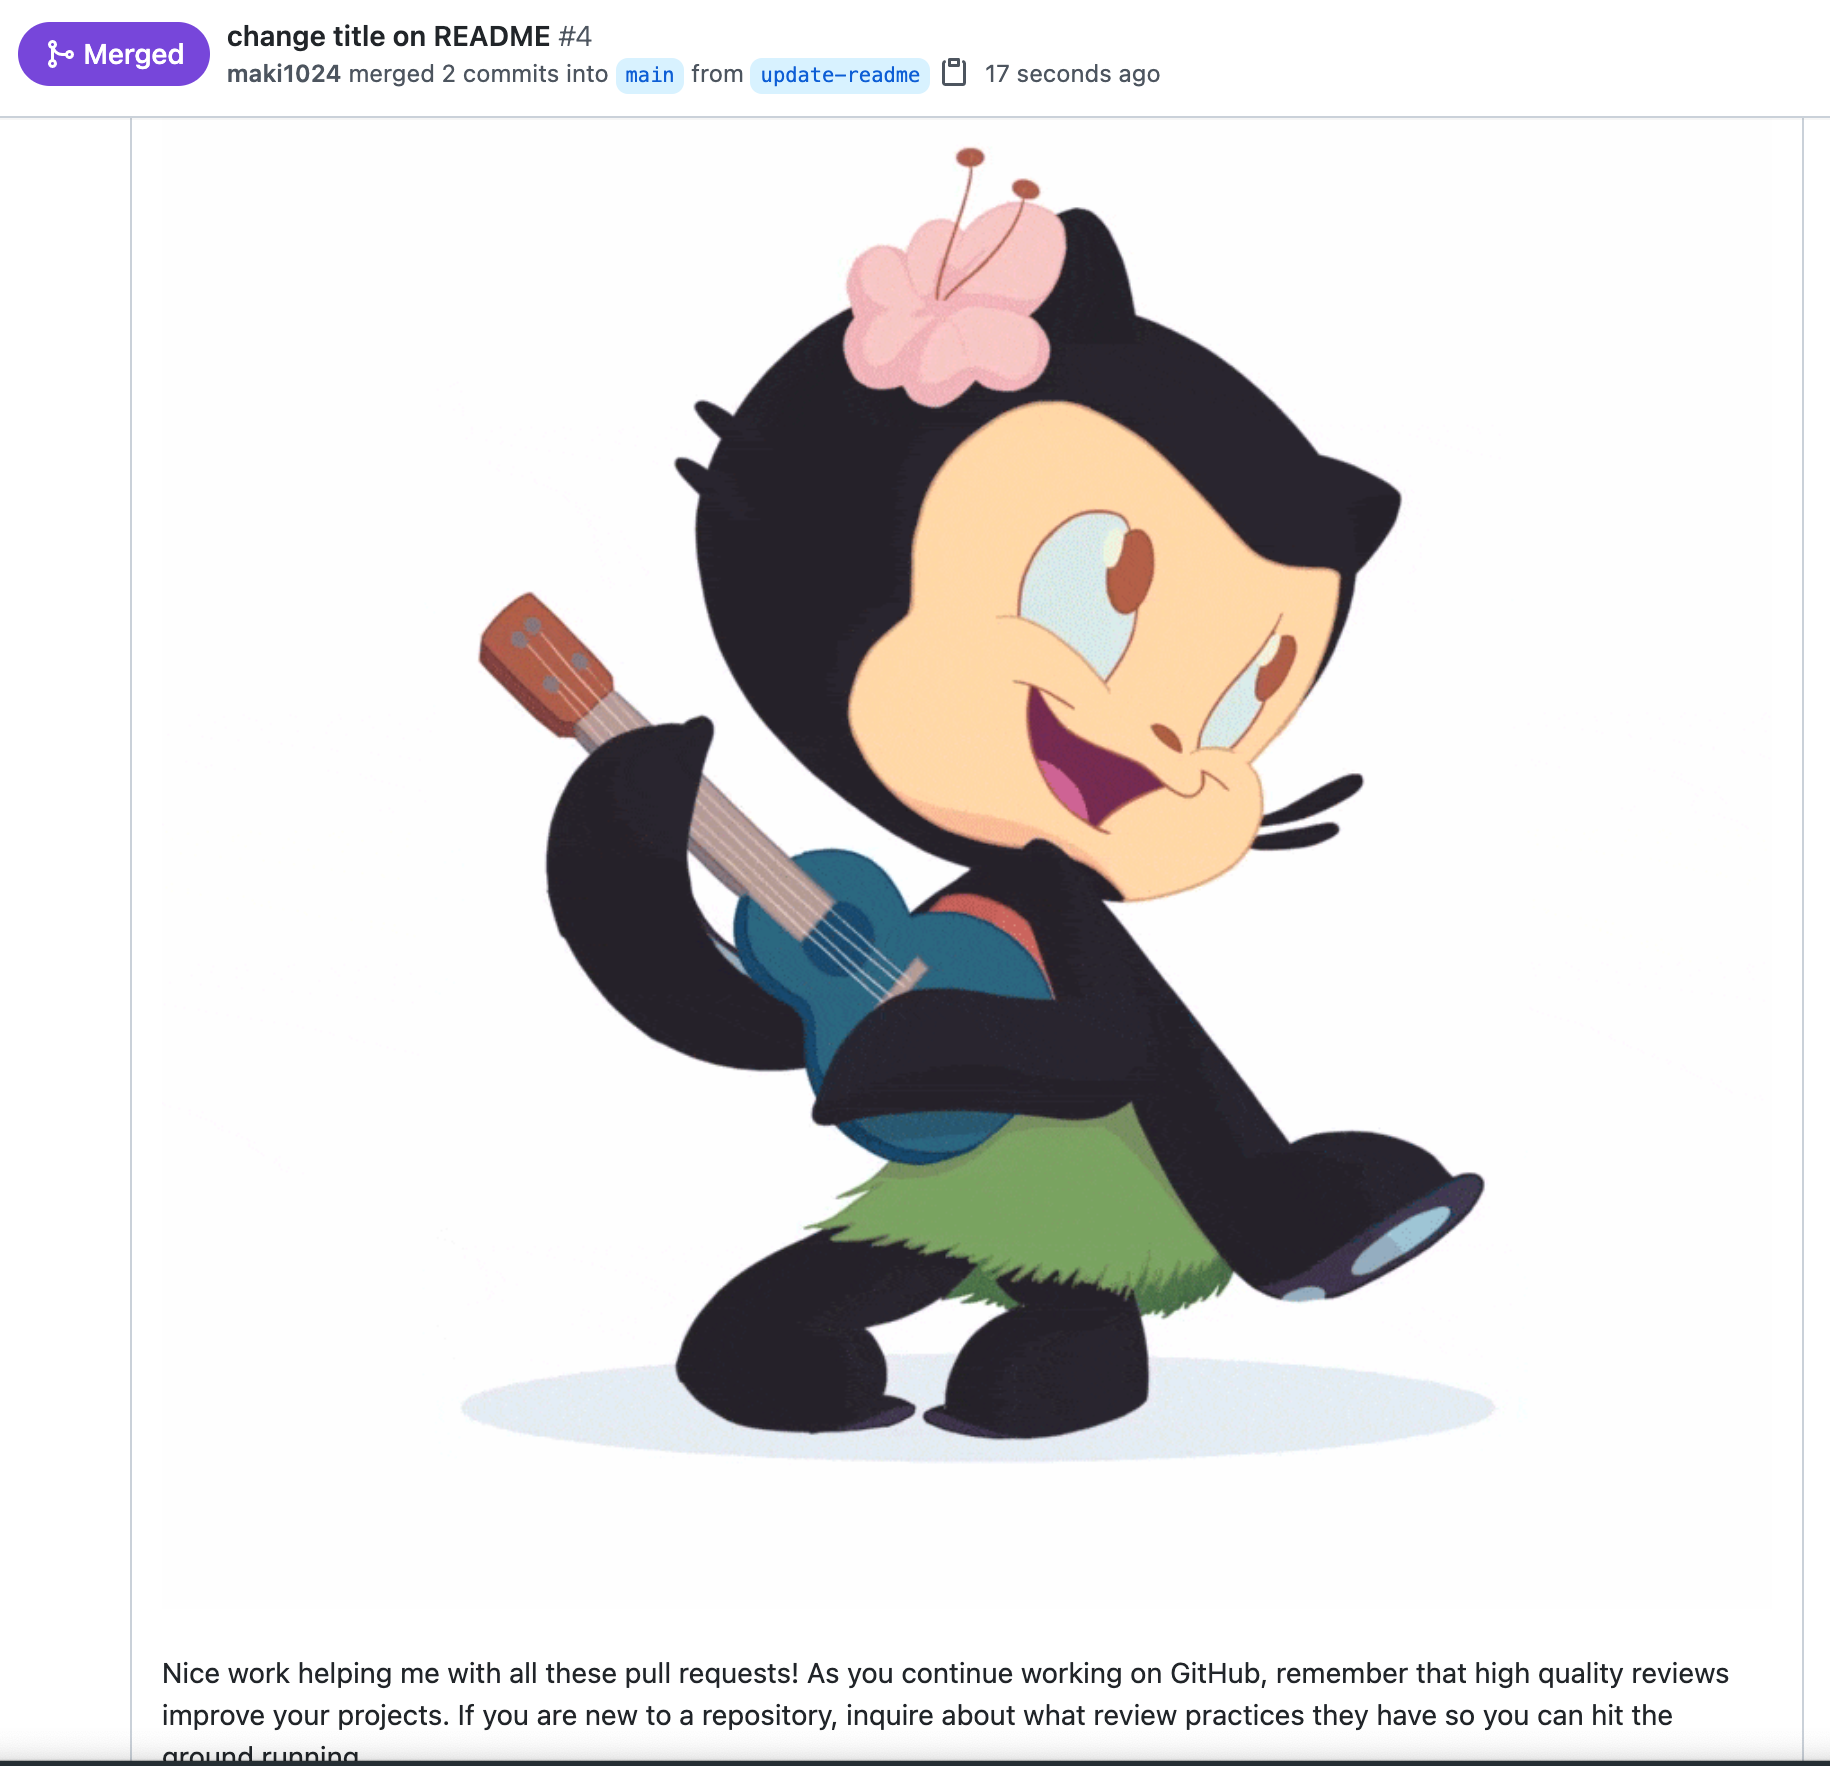 Merged
change title on README #4
maki1024 merged 2 commits into main from update-readme 17 seconds ago
Nice work helping me with all these pull requests! As you continue working on GitHub, remember that high quality reviews
improve your projects. If you are new to a repository, inquire about what review practices they have so you can hit the
ground running